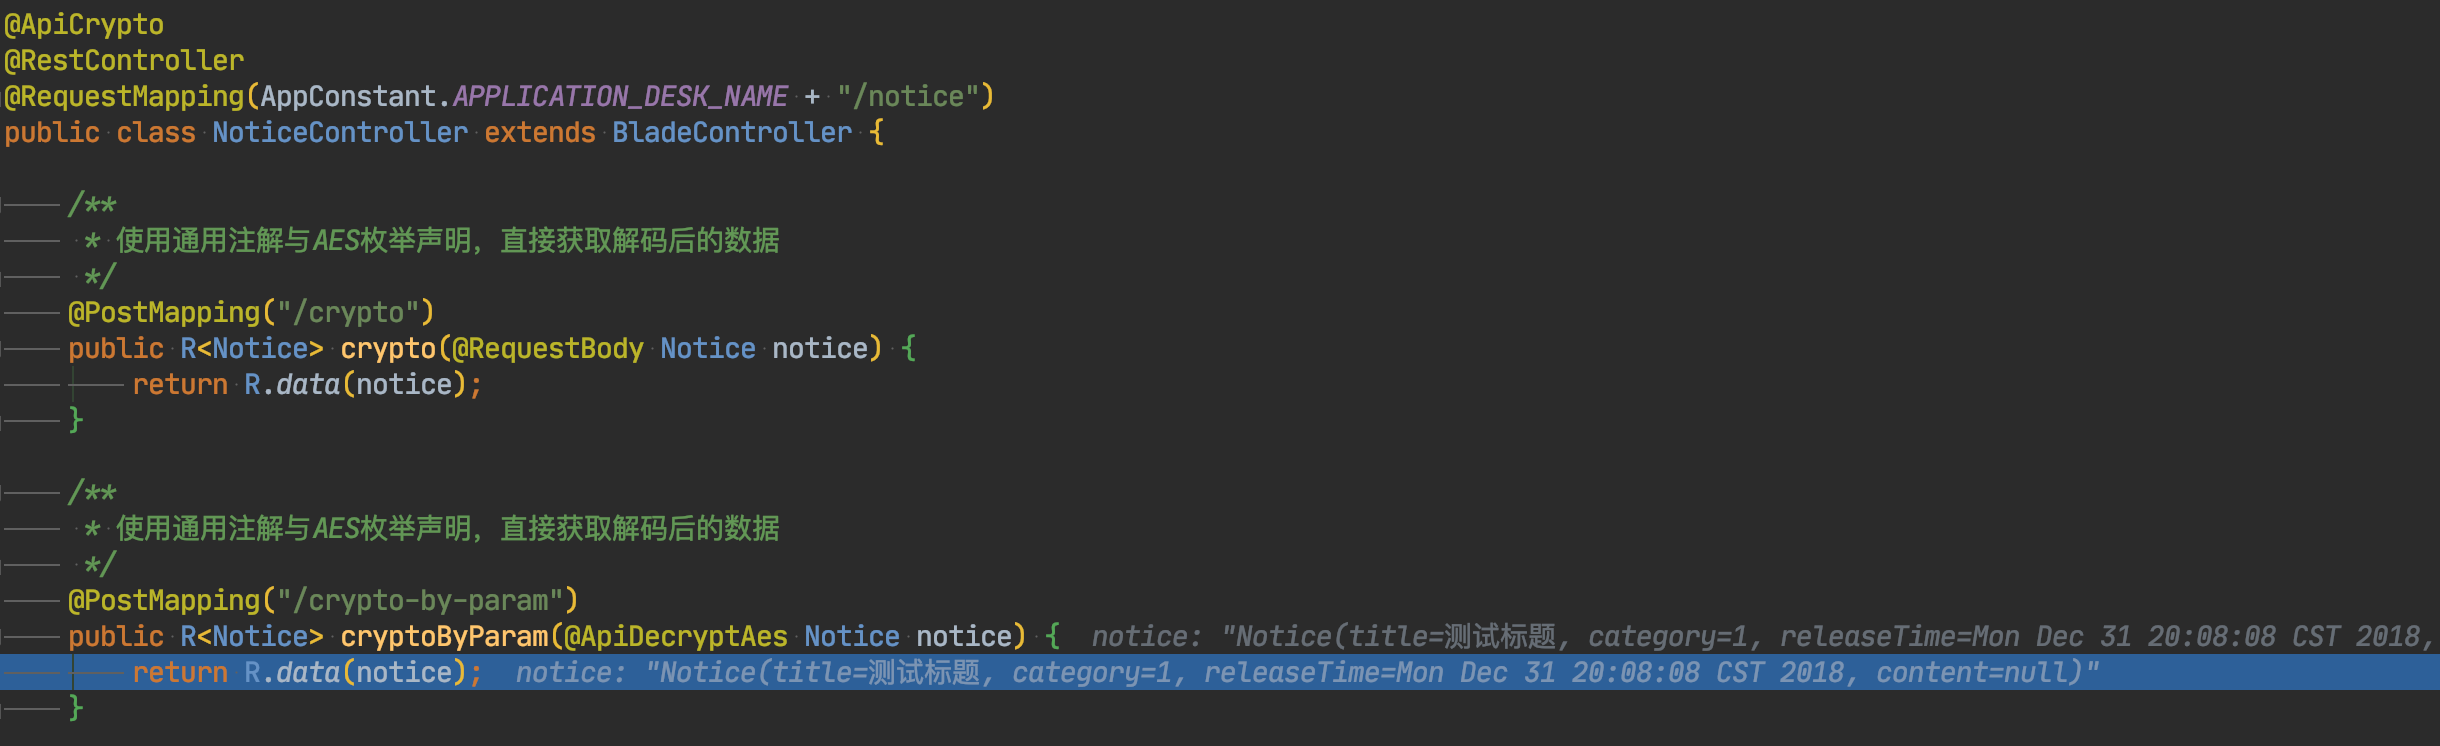 @ApiCrypto
@RestController
@RequestMapping(AppConstant.APPLICATION_DESK_NAME + "/notice")
public class NoticeController extends BladeController {
/**
* 使用通用注解与AES枚举声明，直接获取解码后的数据
*/
@PostMapping("/crypto")
public R<Notice> crypto(@RequestBody Notice notice) {
return R.data(notice);
}
/**
* 使用通用注解与AES枚举声明，直接获取解码后的数据
*/
@PostMapping("/crypto-by-param")
public R<Notice> cryptoByParam(@ApiDecryptAes Notice notice) { notice: "Notice(title=测试标题, category=1, releaseTime=Mon Dec 31 20:08:08 CST 2018,
return R.data(notice); notice: "Notice(title=测试标题, category=1, releaseTime=Mon Dec 31 20:08:08 CST 2018, content=null)"
}